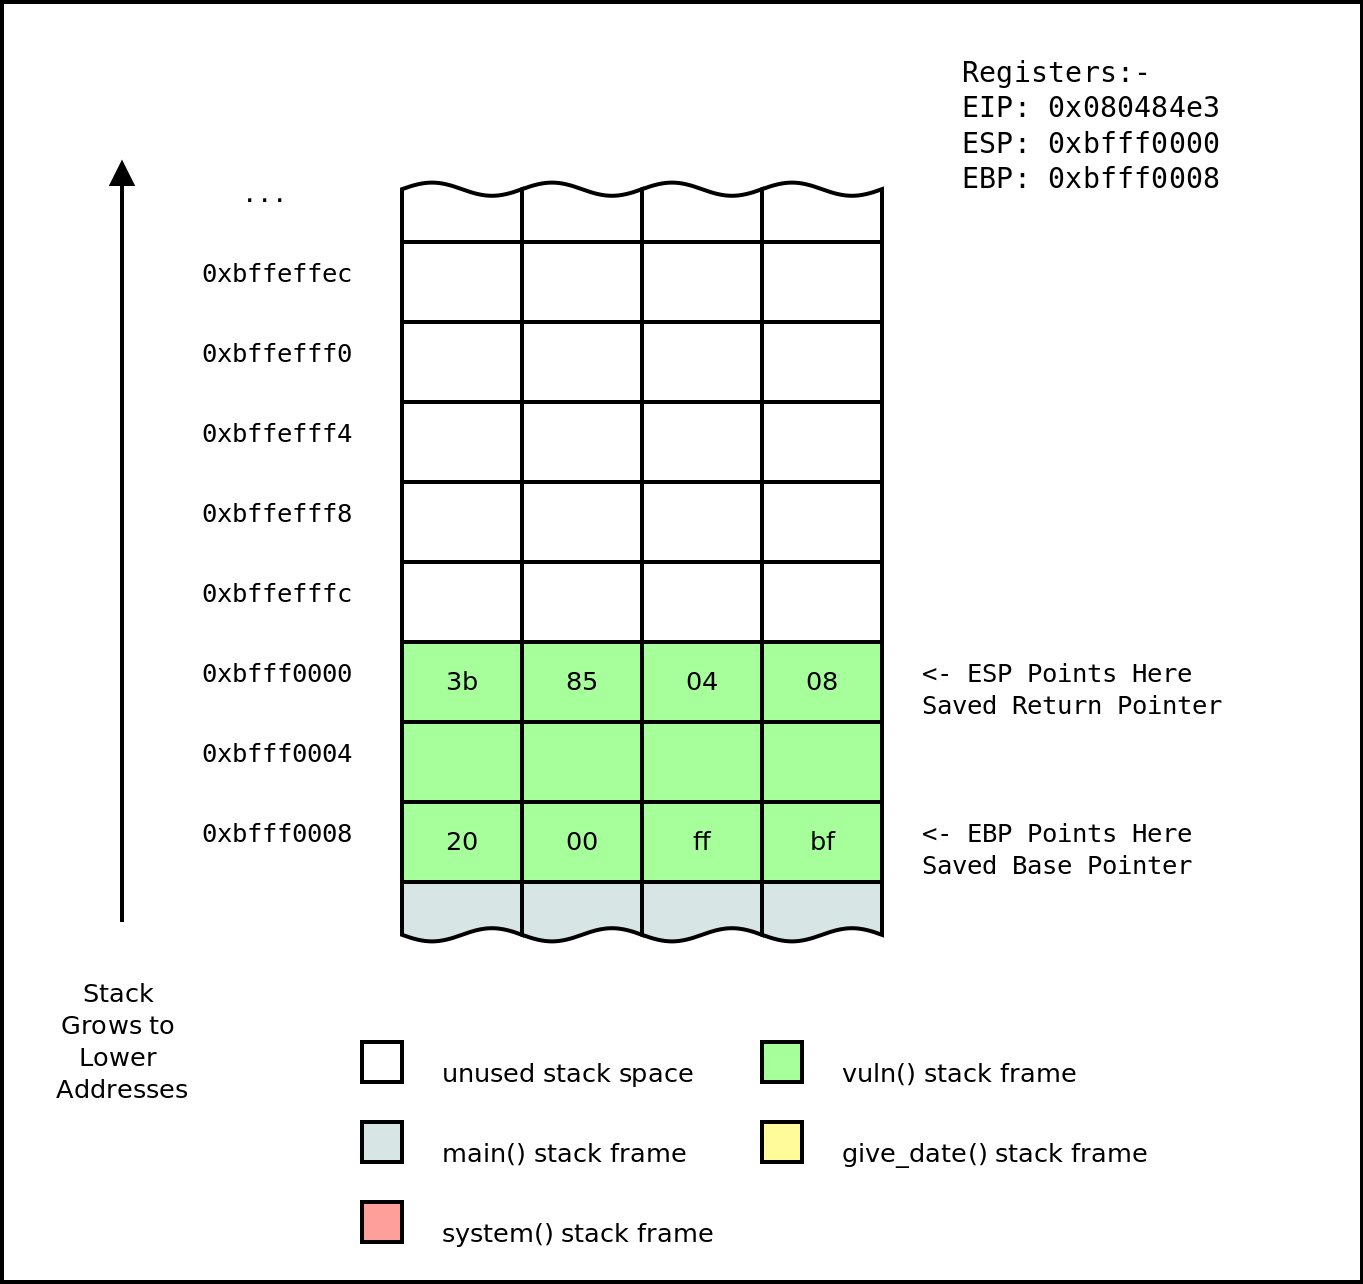 Registers:-
EIP: 0x080484e3
ESP: 0xbfff0000
EBP: 0xbfff0008
...
0xbffeffec
0xbffefff0
0xbffefff4
0xbffefff8
0xbffefffc
0xbfff0000 3b 85 04 08 <- ESP Points Here
Saved Return Pointer
0xbfff0004
0xbfff0008 20 00 ff bf <- EBP Points Here
Saved Base Pointer
Stack
Grows to
Lower
Addresses
unused stack space vuln() stack frame
main() stack frame give_date() stack frame
system() stack frame